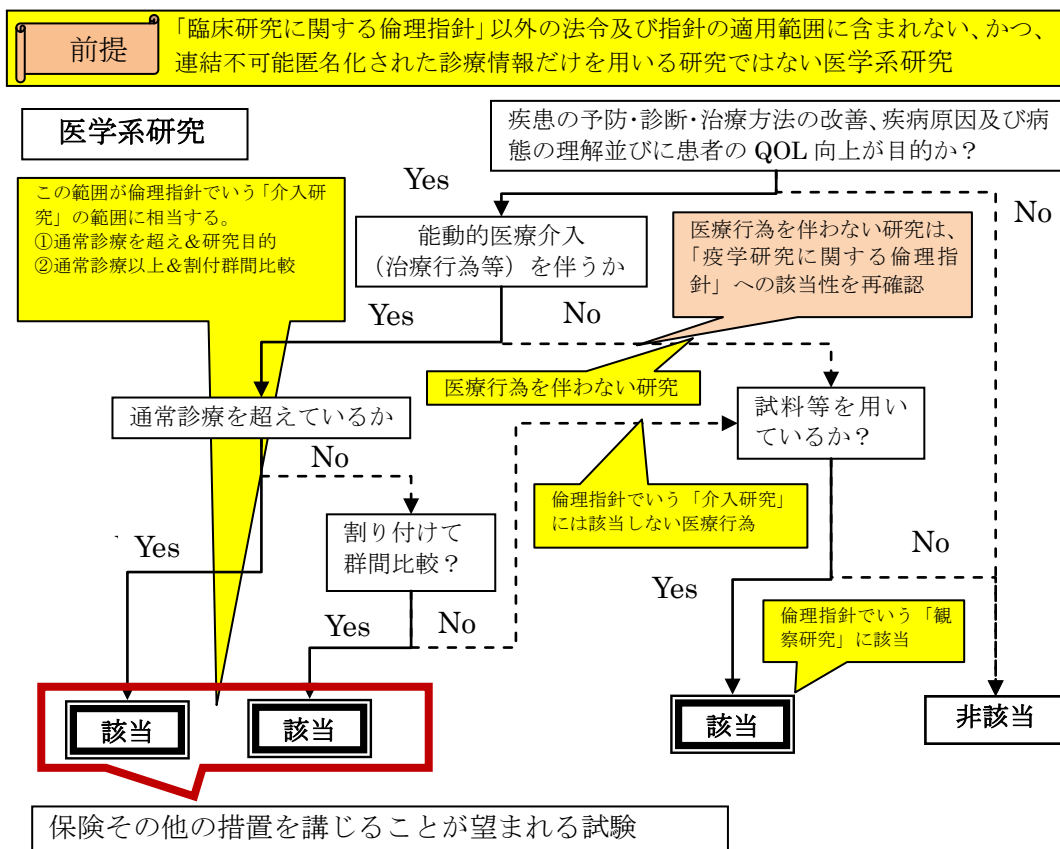 前提
「臨床研究に関する倫理指針」以外の法令及び指針の適用範囲に含まれない、かつ、
連結不可能匿名化された診療情報だけを用いる研究ではない医学系研究
医学系研究
疾患の予防・診断・治療方法の改善、疾病原因及び病
態の理解並びに患者の QOL 向上が目的か？
Yes
No
この範囲が倫理指針でいう「介入研
究」の範囲に相当する。
①通常診療を超え＆研究目的
②通常診療以上＆割付群間比較
能動的医療介入
（治療行為等）を伴うか
医療行為を伴わない研究は、
「疫学研究に関する倫理指
針」への該当性を再確認
Yes
No
医療行為を伴わない研究
通常診療を超えているか
試料等を用い
ているか？
No
倫理指針でいう「介入研究」
には該当しない医療行為
割り付けて
群間比較？
Yes
No
Yes
Yes
No
倫理指針でいう「観
察研究」に該当
該当
該当
該当
非該当
保険その他の措置を講じることが望まれる試験